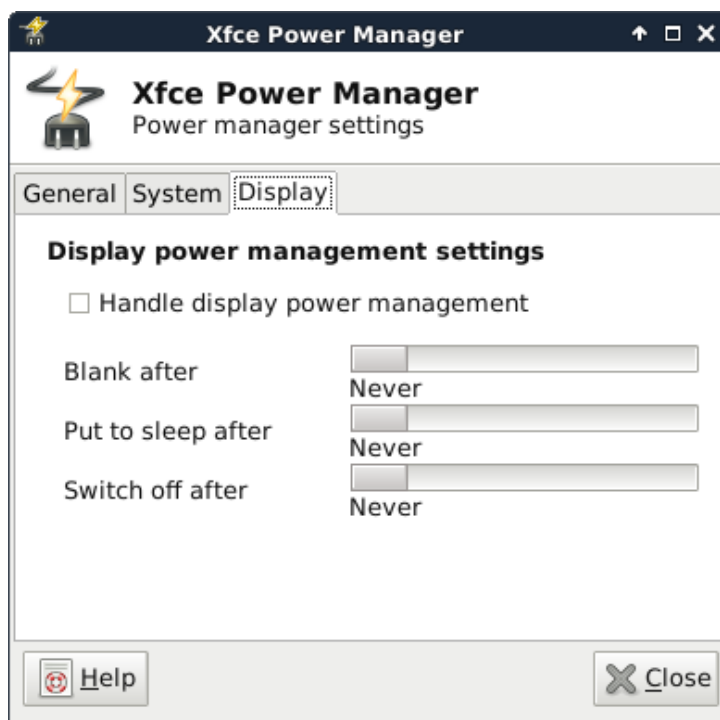 Xfce Power Manager
Xfce Power Manager
Power manager settings
General System Display
Display power management settings
Handle display power management
Blank after
Never
Put to sleep after
Never
Switch off after
Never
Help Close